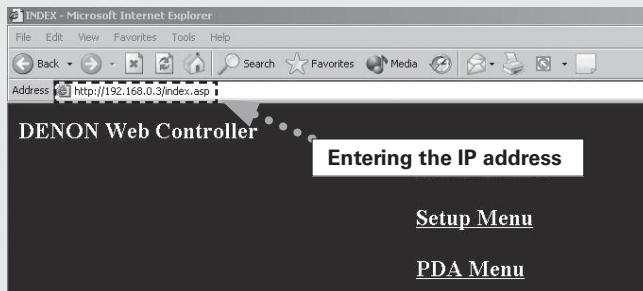 INDEX - Microsoft Internet Explorer
File Edit View Favorites Tools Help
Back Search Favorites Media
Address http://192.168.0.3/index.asp
DENON Web Controller
Entering the IP address
Setup Menu
PDA Menu